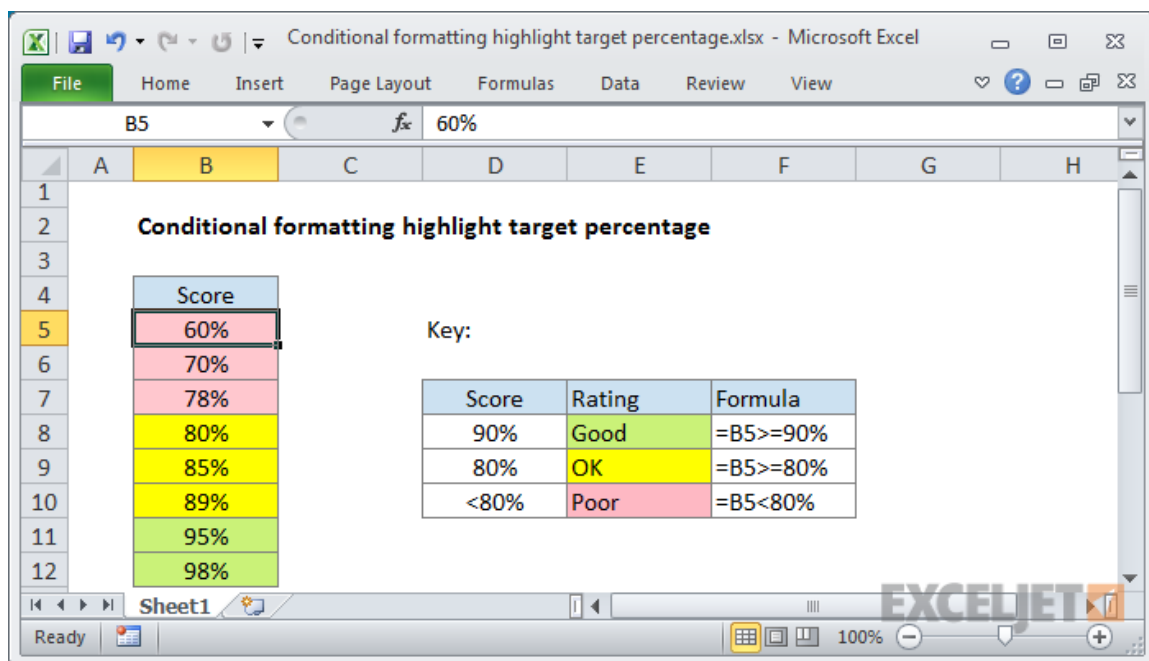 Conditional formatting highlight target percentage.xlsx - Microsoft Excel
File Home Insert Page Layout Formulas Data Review View
B5 fx 60%
A B C D E F G H
1
2 Conditional formatting highlight target percentage
3
4 Score
5 60% Key:
6 70%
7 78% Score Rating Formula
8 80% 90% Good =B5>=90%
9 85% 80% OK =B5>=80%
10 89% <80% Poor =B5<80%
11 95%
12 98%
Sheet1 EXCELJET
Ready 100%